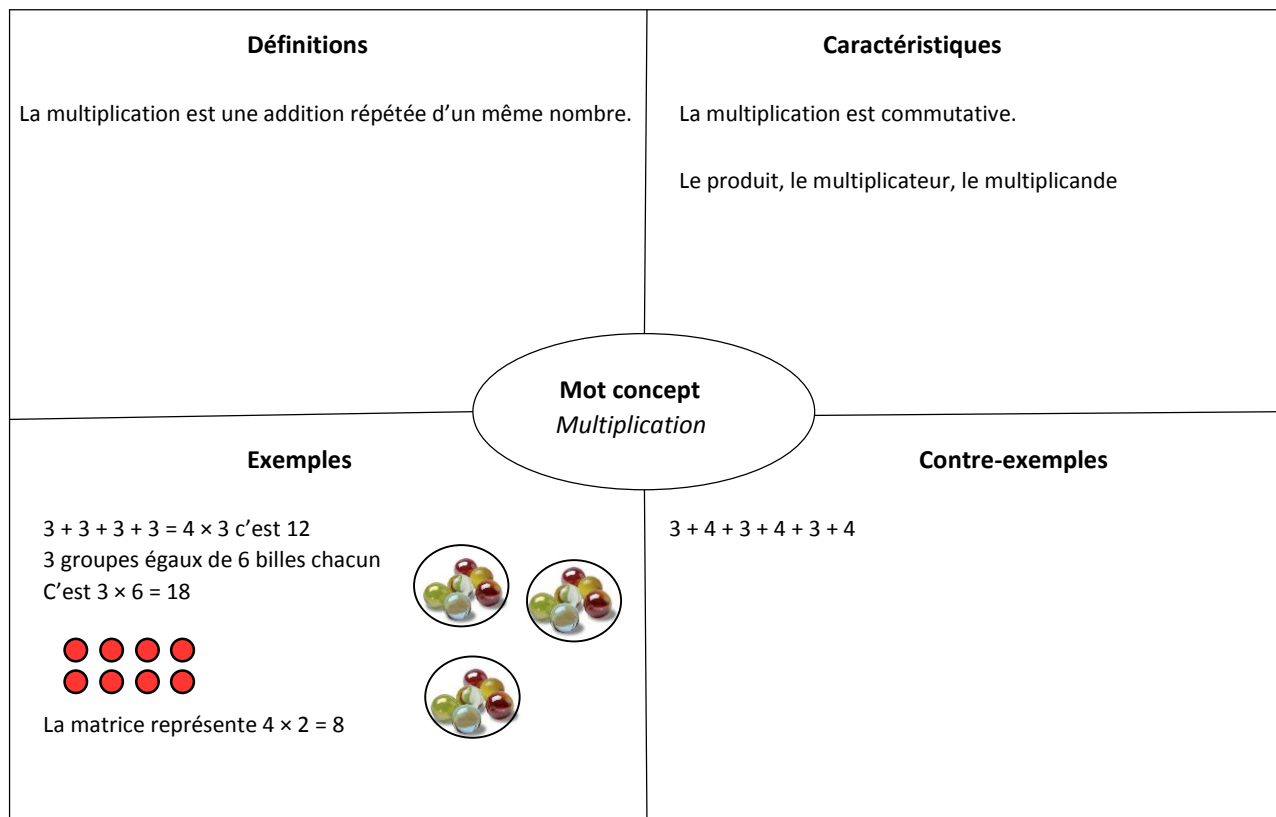 Définitions
La multiplication est une addition répétée d’un même nombre.
Caractéristiques
La multiplication est commutative.
Le produit, le multiplicateur, le multiplicande
Mot concept
Multiplication
Exemples
3 + 3 + 3 + 3 = 4 × 3 c’est 12
3 groupes égaux de 6 billes chacun
C’est 3 × 6 = 18
La matrice représente 4 × 2 = 8
Contre-exemples
3 + 4 + 3 + 4 + 3 + 4